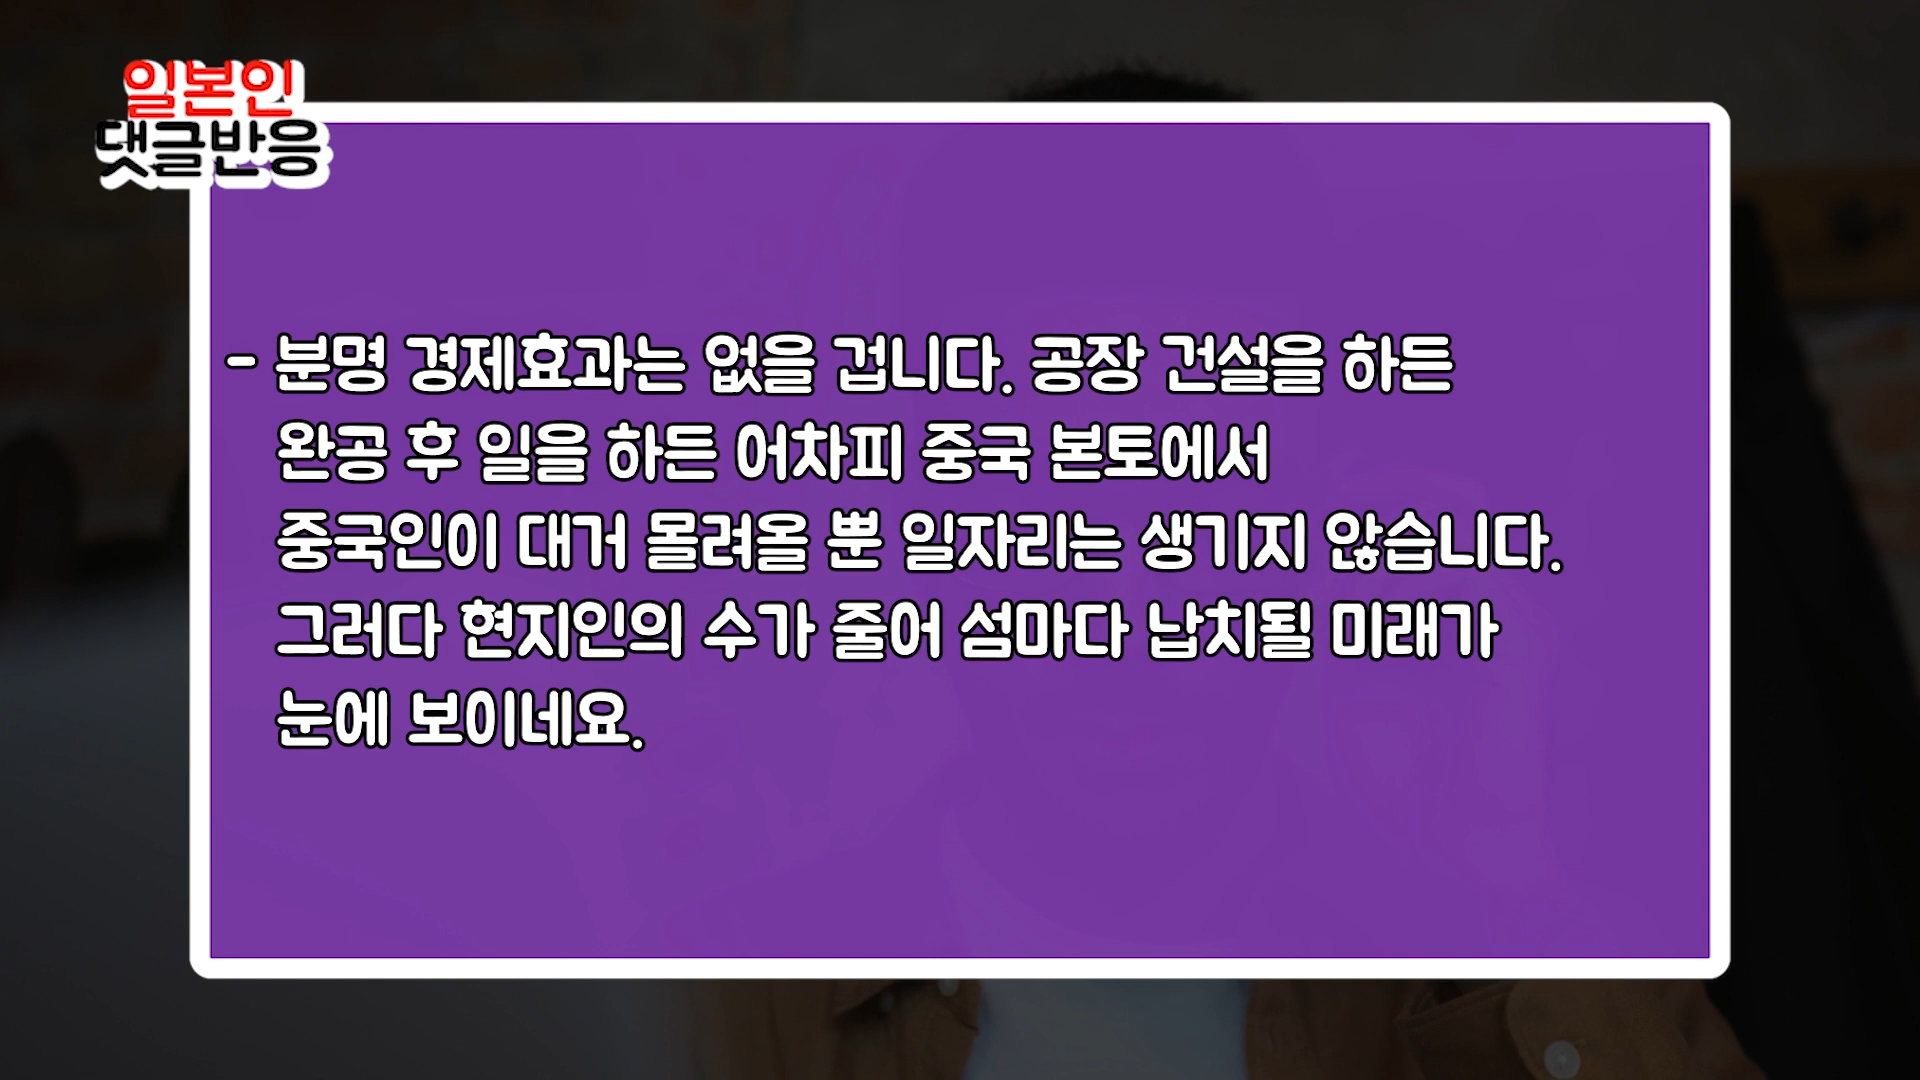 일본인
댓글반응
- 분명 경제효과는 없을 겁니다. 공장 건설을 하든
완공 후 일을 하든 어차피 중국 본토에서
중국인이 대거 몰려올 뿐 일자리는 생기지 않습니다.
그러다 현지인의 수가 줄어 섬마다 납치될 미래가
눈에 보이네요.